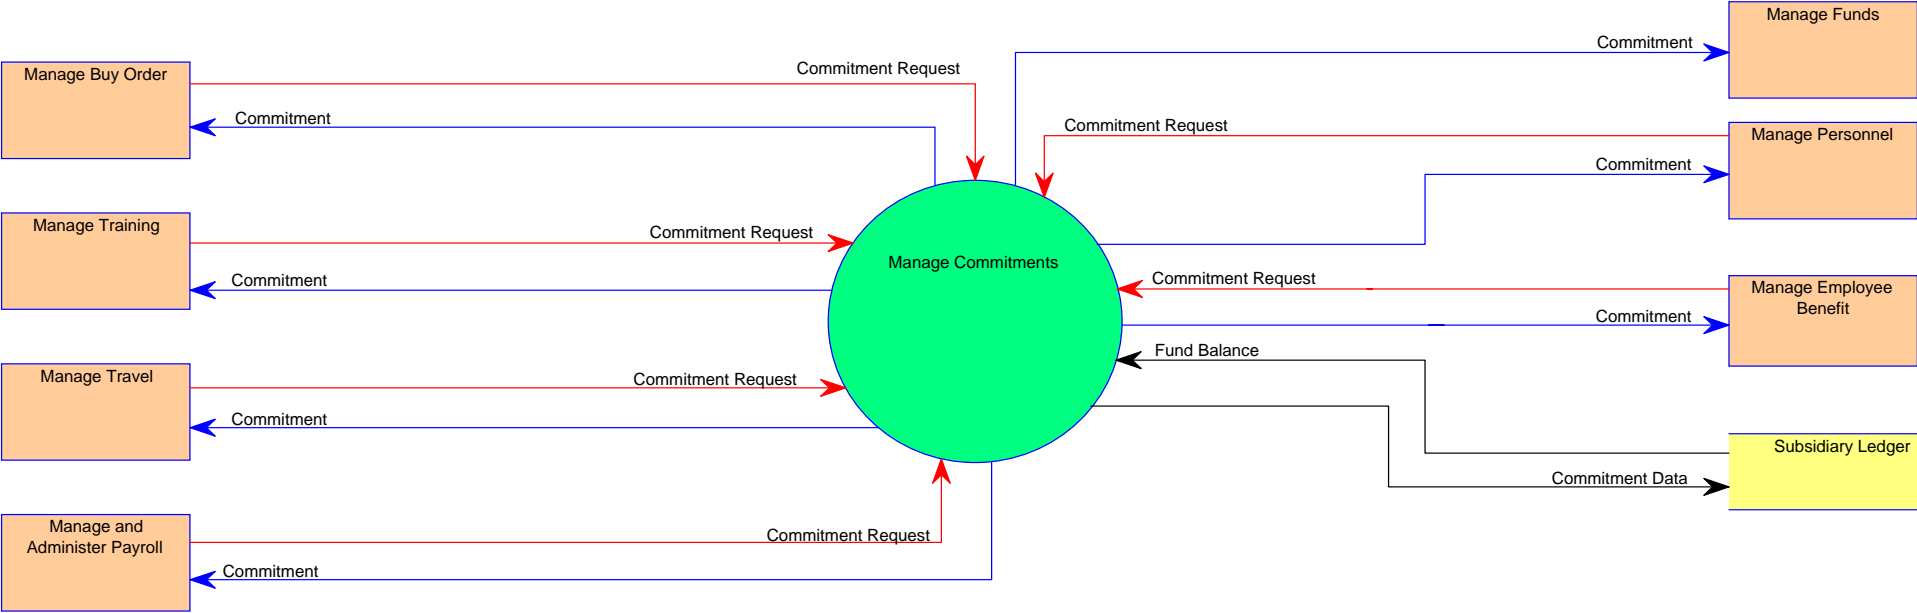 Manage Funds
Commitment
Manage Buy Order
Commitment Request
Commitment
Commitment Request
Manage Personnel
Commitment
Manage Training
Commitment Request
Commitment
Manage Commitments
Commitment Request
Manage Employee
Benefit
Commitment
Fund Balance
Manage Travel
Commitment Request
Commitment
Subsidiary Ledger
Commitment Data
Manage and
Administer Payroll
Commitment Request
Commitment